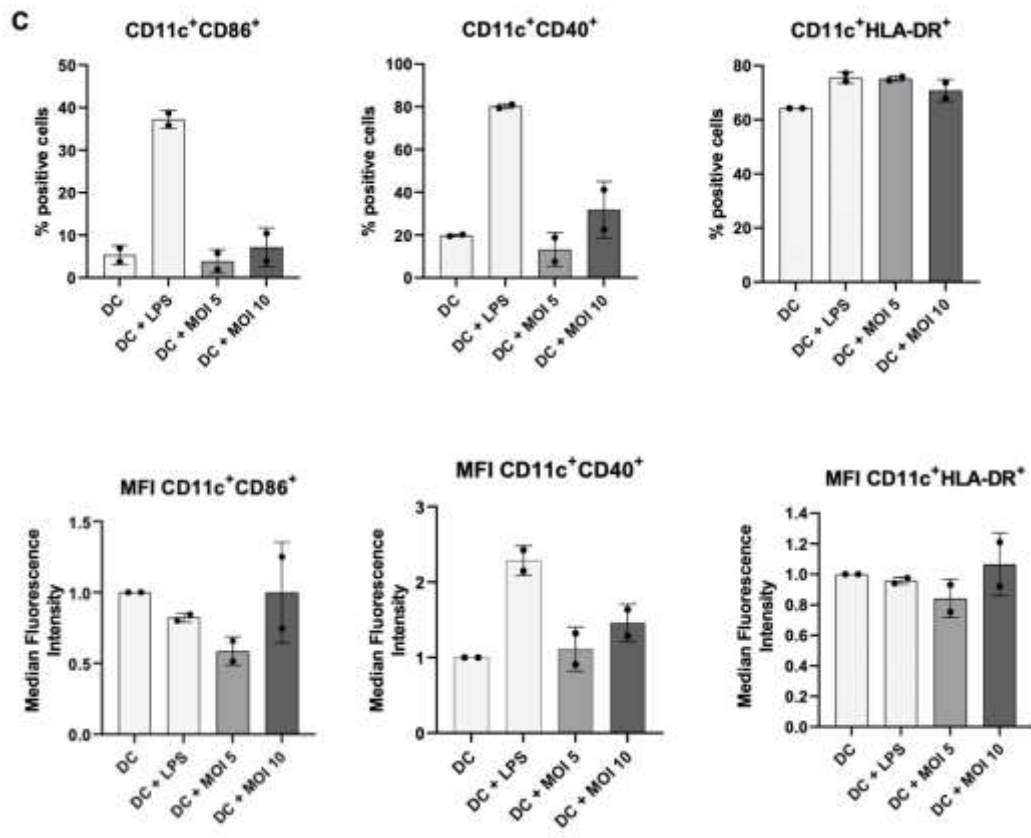 C
CD11c⁺CD86⁺
% positive cells
50
40
30
20
10
0
DC
DC + LPS
DC + MOI 5
DC + MOI 10
CD11c⁺CD40⁺
% positive cells
100
80
60
40
20
0
DC
DC + LPS
DC + MOI 5
DC + MOI 10
CD11c⁺HLA-DR⁺
% positive cells
80
60
40
20
0
DC
DC + LPS
DC + MOI 5
DC + MOI 10
MFI CD11c⁺CD86⁺
Median Fluorescence
Intensity
1.5
1.0
0.5
0.0
DC
DC + LPS
DC + MOI 5
DC + MOI 10
MFI CD11c⁺CD40⁺
Median Fluorescence
Intensity
3
2
1
0
DC
DC + LPS
DC + MOI 5
DC + MOI 10
MFI CD11c⁺HLA-DR⁺
Median Fluorescence
Intensity
1.4
1.2
1.0
0.8
0.6
0.4
0.2
0.0
DC
DC + LPS
DC + MOI 5
DC + MOI 10